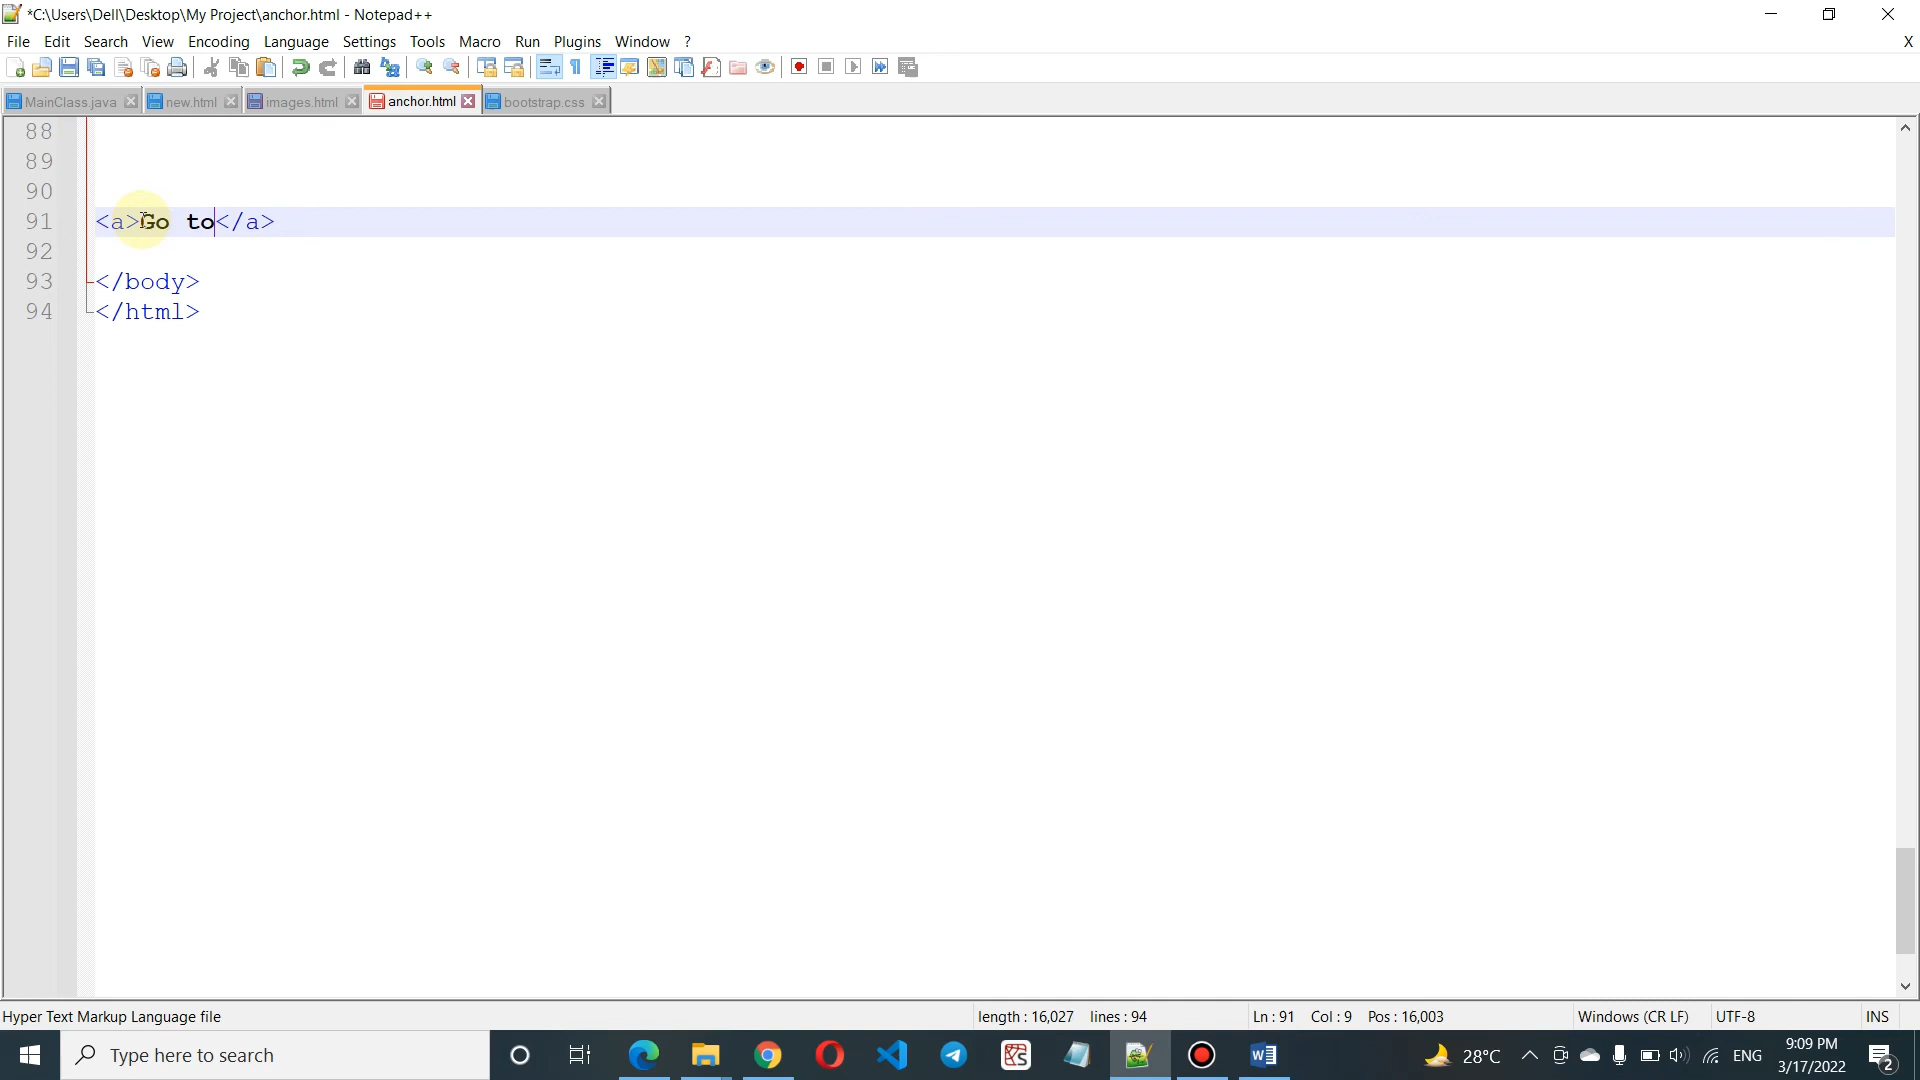 *C:\Users\Dell\Desktop\My Project\anchor.html - Notepad++
File Edit Search View Encoding Language Settings Tools Macro Run Plugins Window ? X
MainClass.java new.html images.html anchor.html bootstrap.css
88
89
90
91 <a>Go to</a>
92
93 </body>
94 </html>
Hyper Text Markup Language file length : 16,027 lines : 94 Ln : 91 Col : 9 Pos : 16,003 Windows (CR LF) UTF-8 INS
Type here to search 28°C ENG 9:09 PM
3/17/2022 2